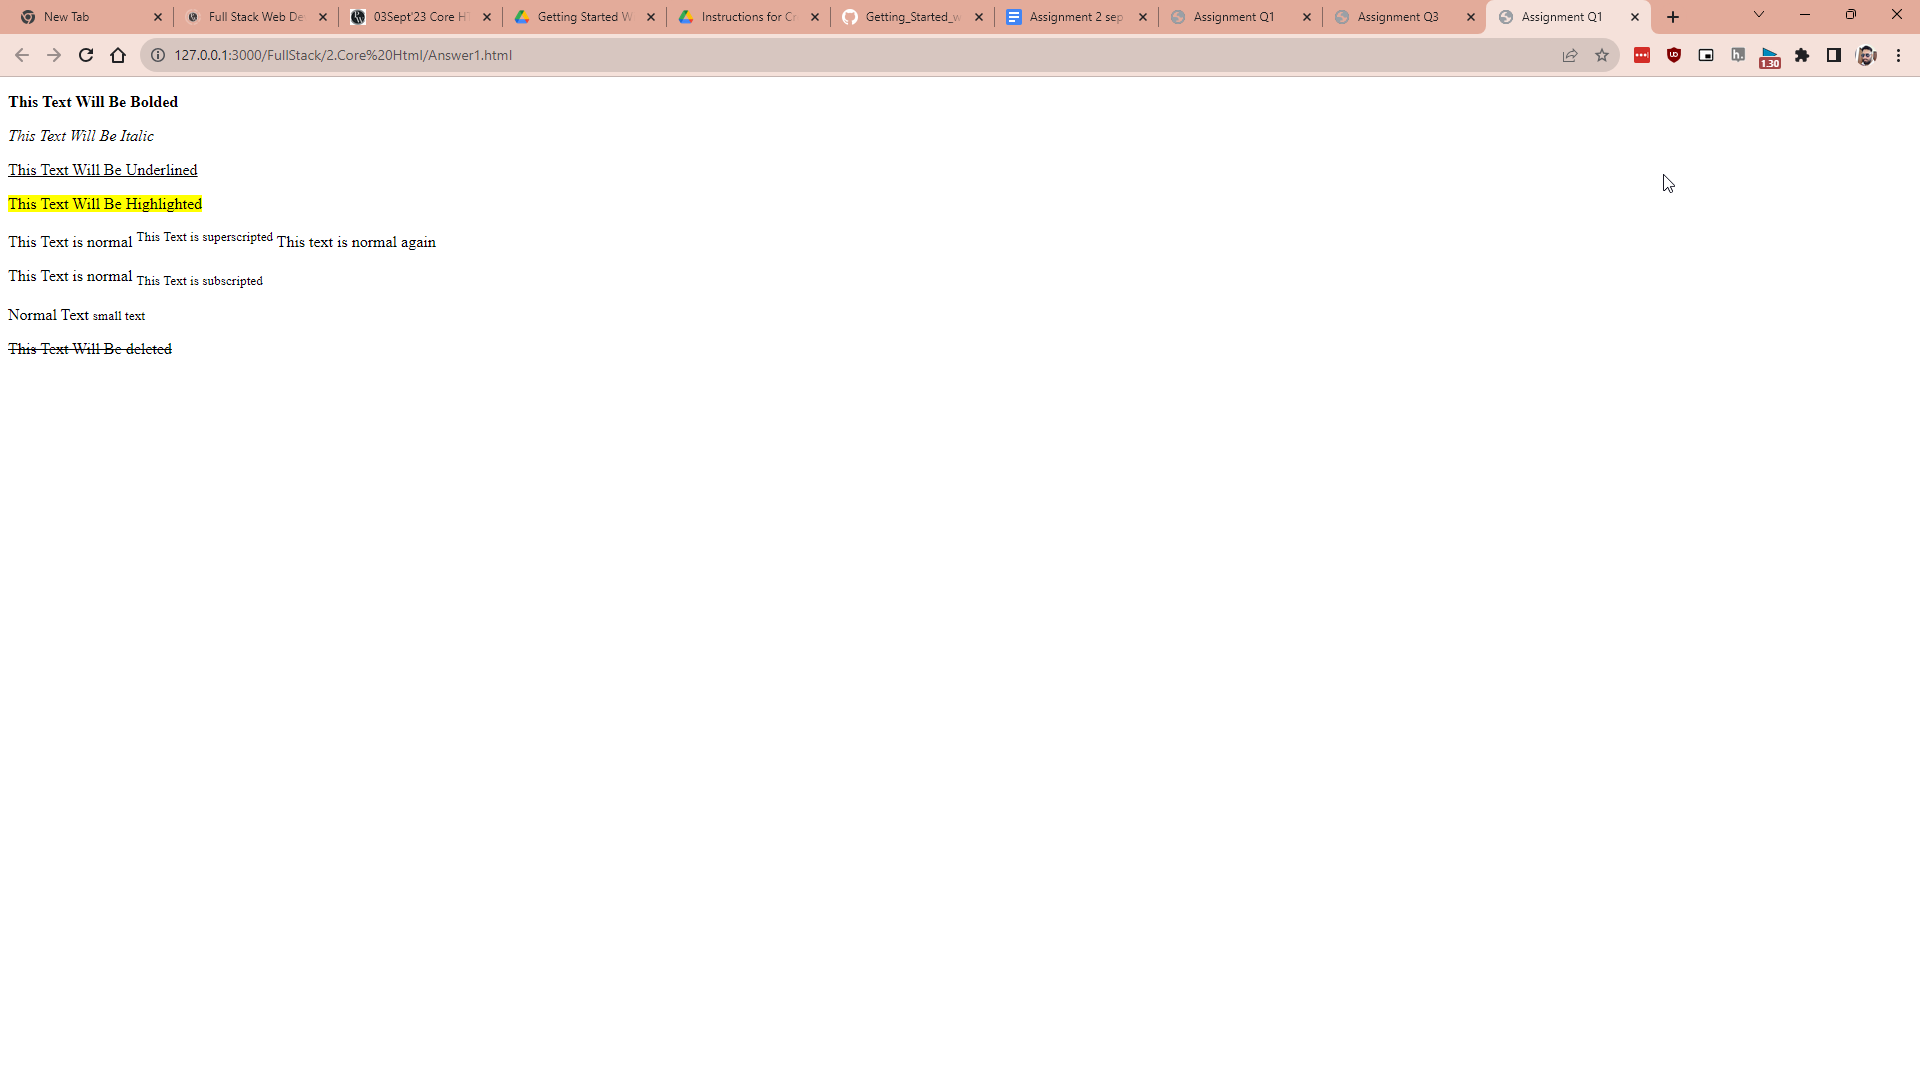 New Tab
Full Stack Web De
03Sept'23 Core HT
Getting Started W
Instructions for Cr
Getting_Started_w
Assignment 2 sep
Assignment Q1
Assignment Q3
Assignment Q1
127.0.0.1:3000/FullStack/2.Core%20Html/Answer1.html
h.
1.30
This Text Will Be Bolded
This Text Will Be Italic
This Text Will Be Underlined
This Text Will Be Highlighted
This Text is normal This Text is superscripted This text is normal again
This Text is normal This Text is subscripted
Normal Text small text
This Text Will Be deleted